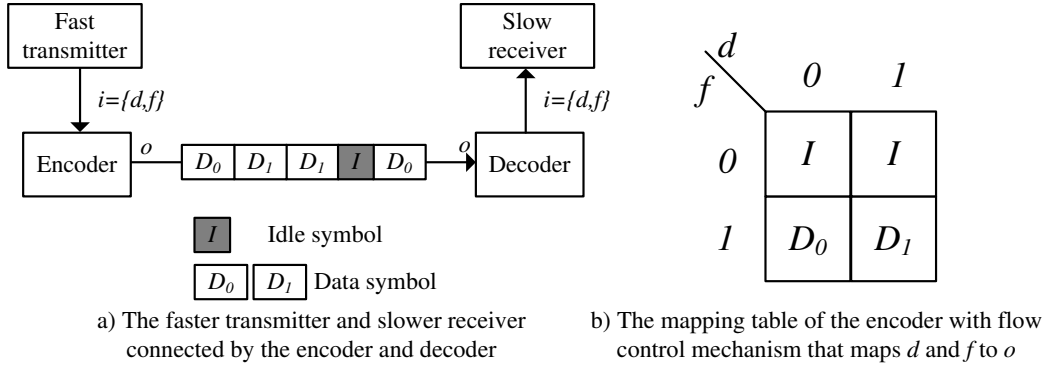 Fast
transmitter
Slow
receiver
i={d,f}
i={d,f}
Encoder
o
D0
D1
D1
I
D0
o
Decoder
I
Idle symbol
D0
D1
Data symbol
a) The faster transmitter and slower receiver
connected by the encoder and decoder
d
f
0
1
0
I
I
1
D0
D1
b) The mapping table of the encoder with flow
control mechanism that maps d and f to o